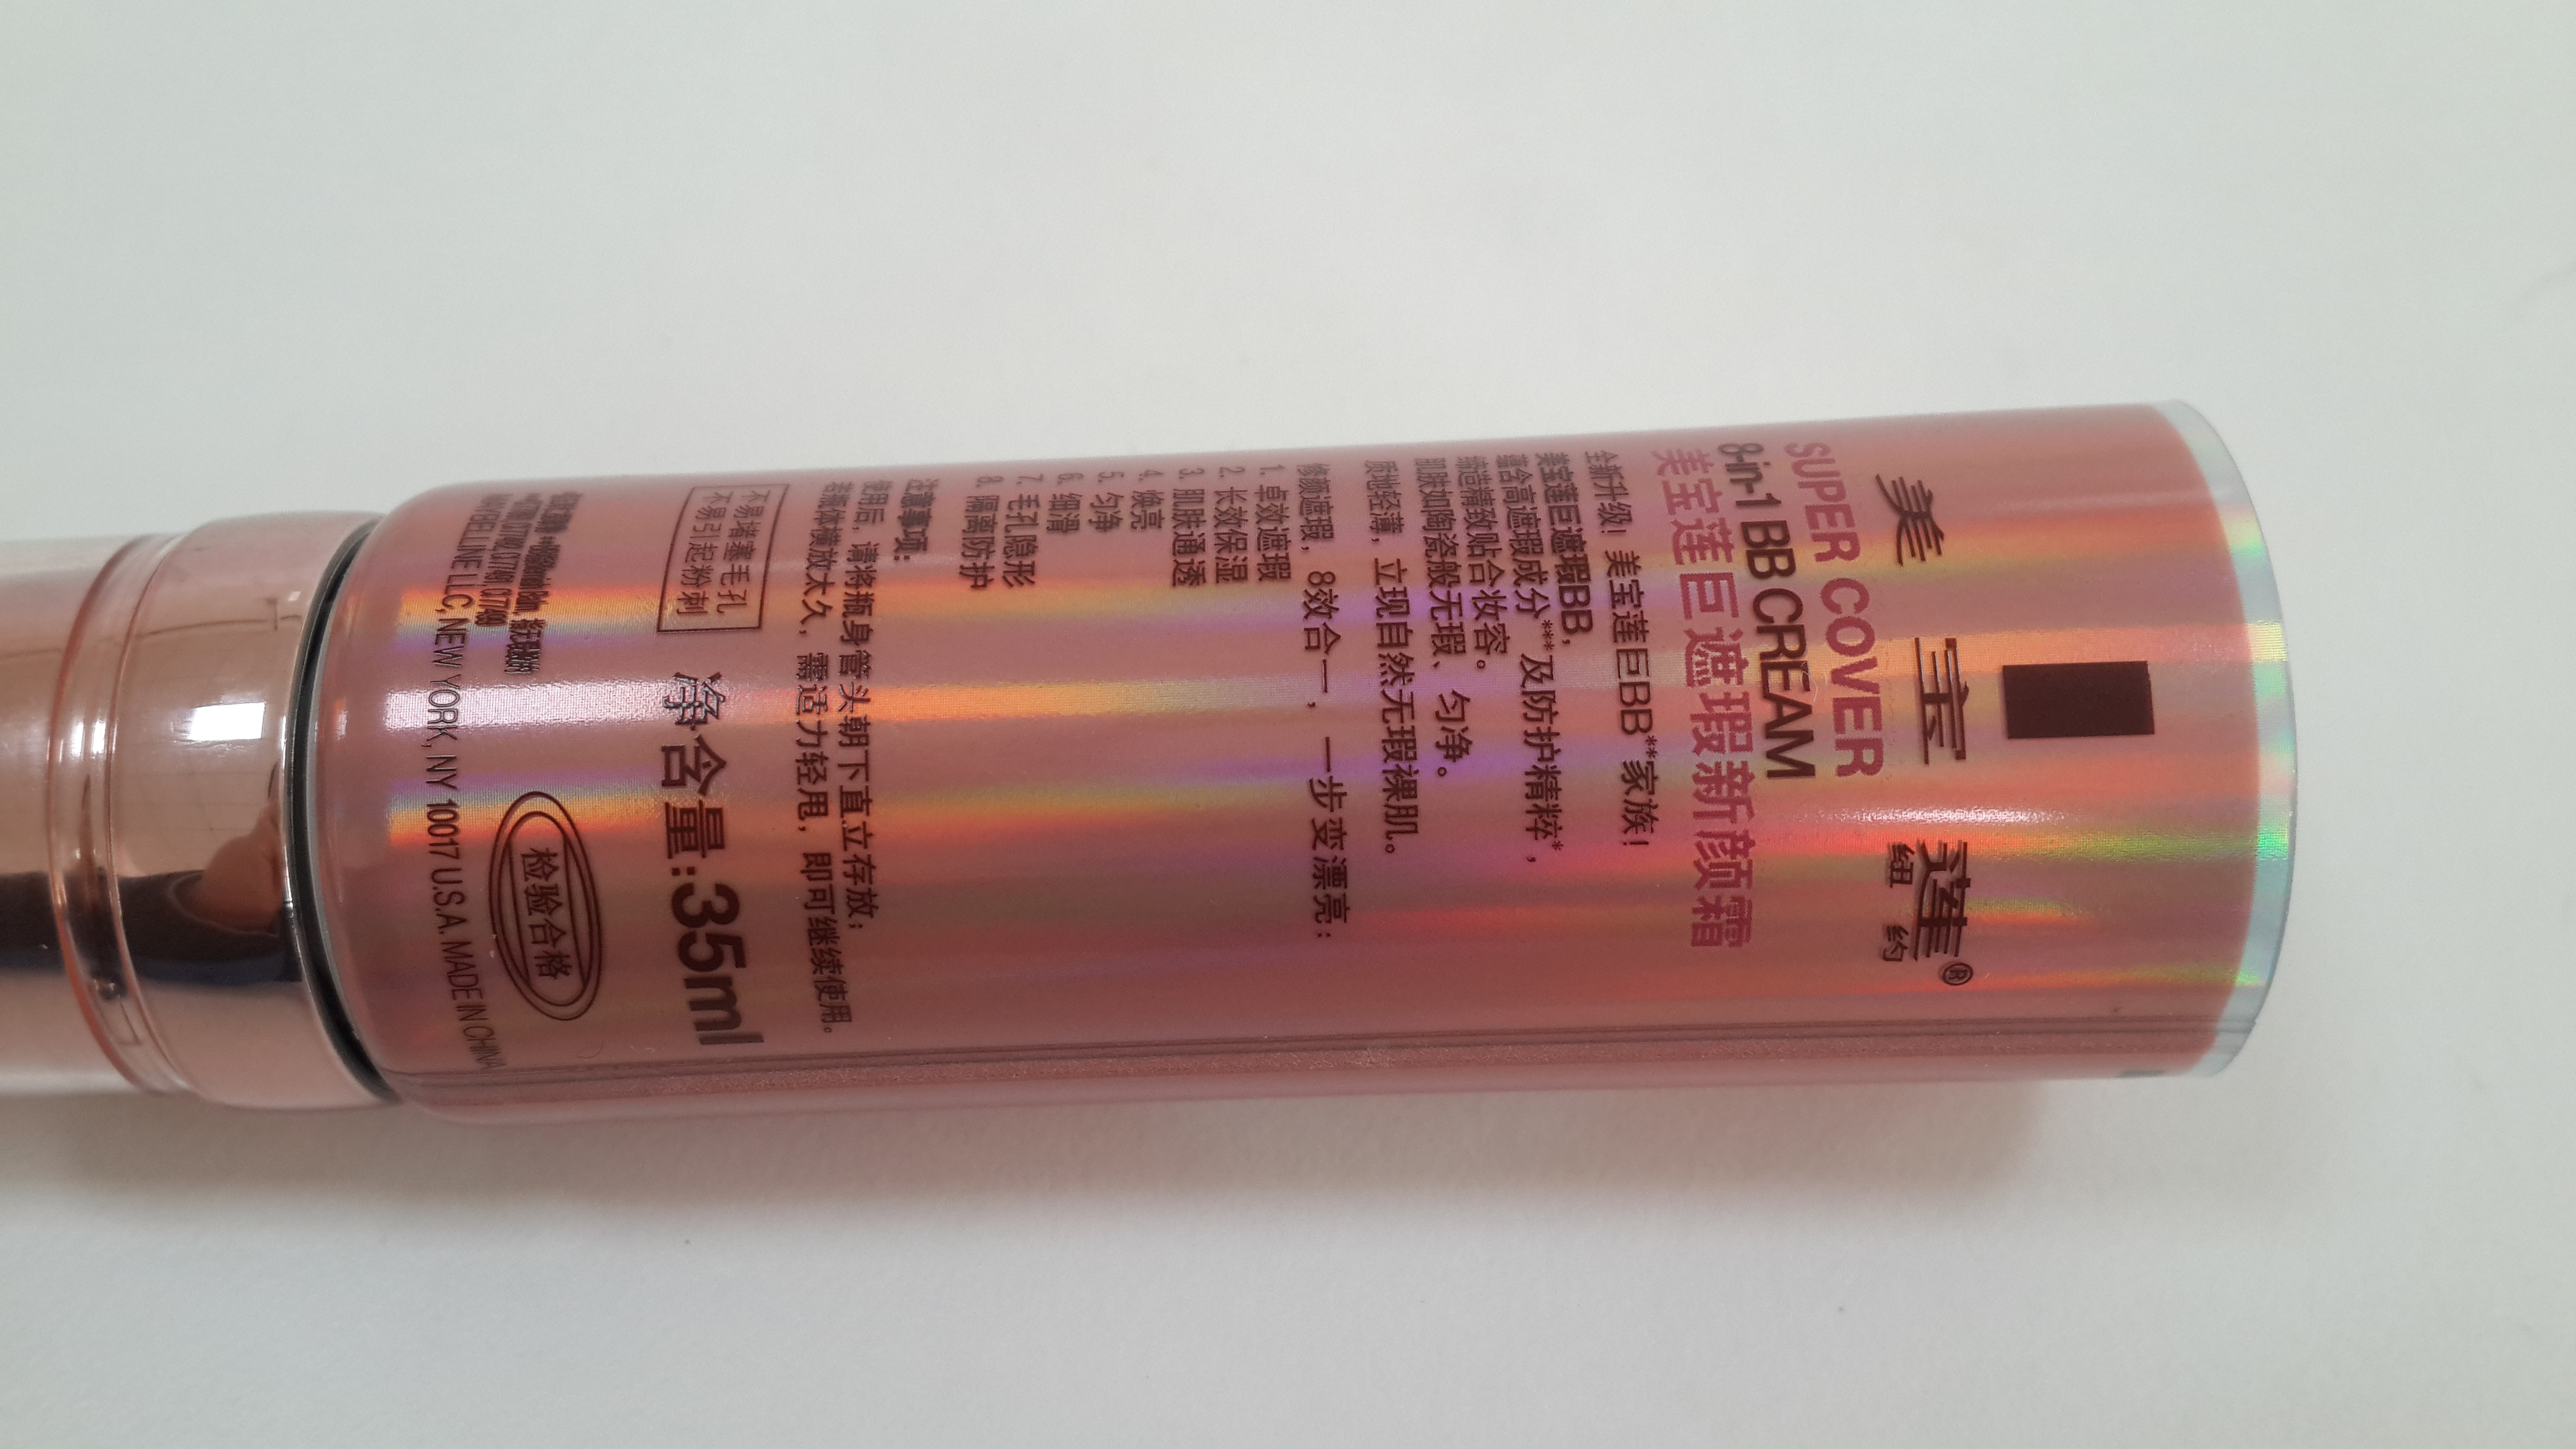 美宝莲®
纽约
SUPER COVER
8-in-1 BB CREAM
美宝莲巨遮瑕新颜霜
全新升级!美宝莲巨BB**家族!
美宝莲巨遮瑕BB,
蕴含高遮瑕成分***及防护精粹*,
缔造精致贴合妆容。
肌肤如陶瓷般无瑕、匀净。
质地轻薄,立现自然无瑕裸肌。
修颜遮瑕,8效合一,一步变漂亮:
1. 卓效遮瑕
2. 长效保湿
3. 肌肤通透
4. 焕亮
5. 匀净
6. 细滑
7. 毛孔隐形
8. 隔离防护
注意事项:
使用后,请将瓶身管头朝下直立存放;
若瓶体横放太久,需适力轻甩,即可继续使用。
不易堵塞毛孔
不易引起粉刺
净含量:35ml
检验合格
MAYBELLINE LLC, NEW YORK, NY 10017 U.S.A. MADE IN CHINA